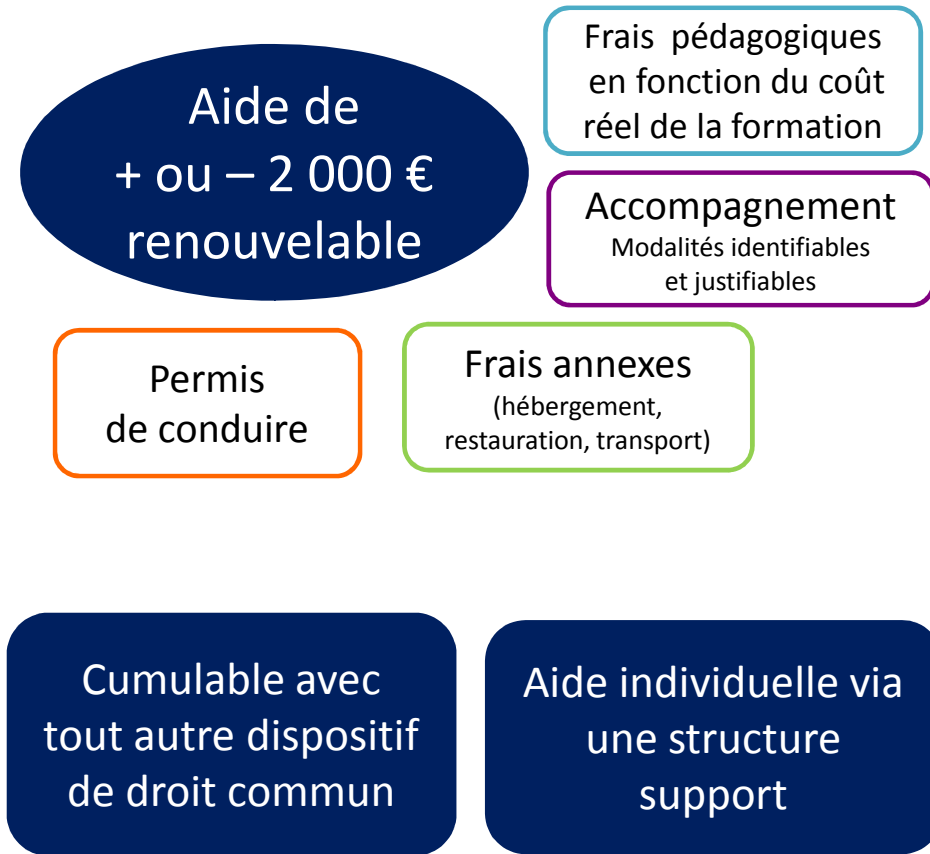 Aide de
+ ou – 2 000 €
renouvelable
Frais pédagogiques
en fonction du coût
réel de la formation
Accompagnement
Modalités identifiables
et justifiables
Permis
de conduire
Frais annexes
(hébergement,
restauration, transport)
Cumulable avec
tout autre dispositif
de droit commun
Aide individuelle via
une structure
support